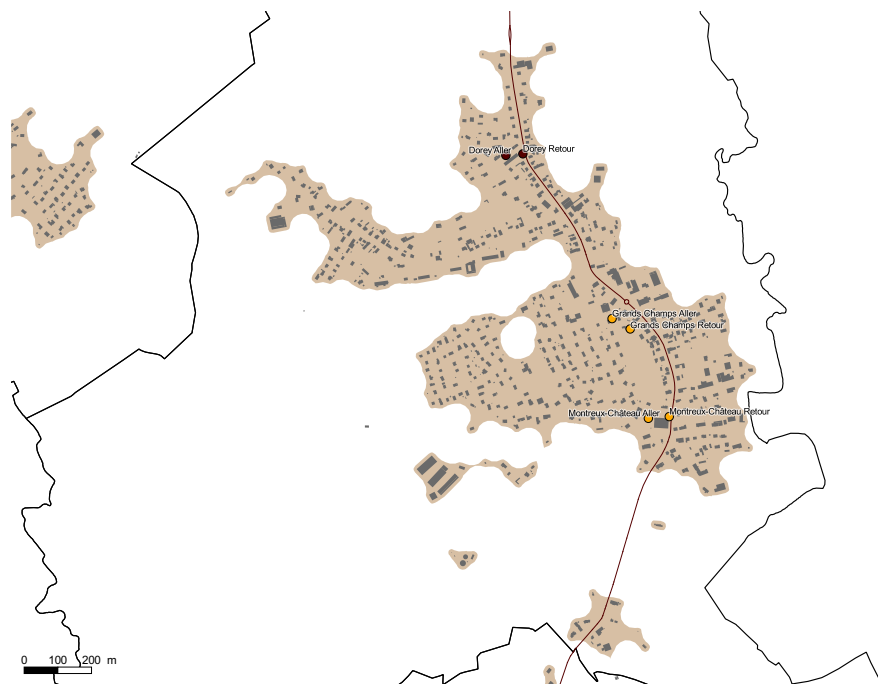 Dorey Aller
Dorey Retour
Grands Champs Aller
Grands Champs Retour
Montreux-Château Aller
Montreux-Château Retour
0 100 200 m